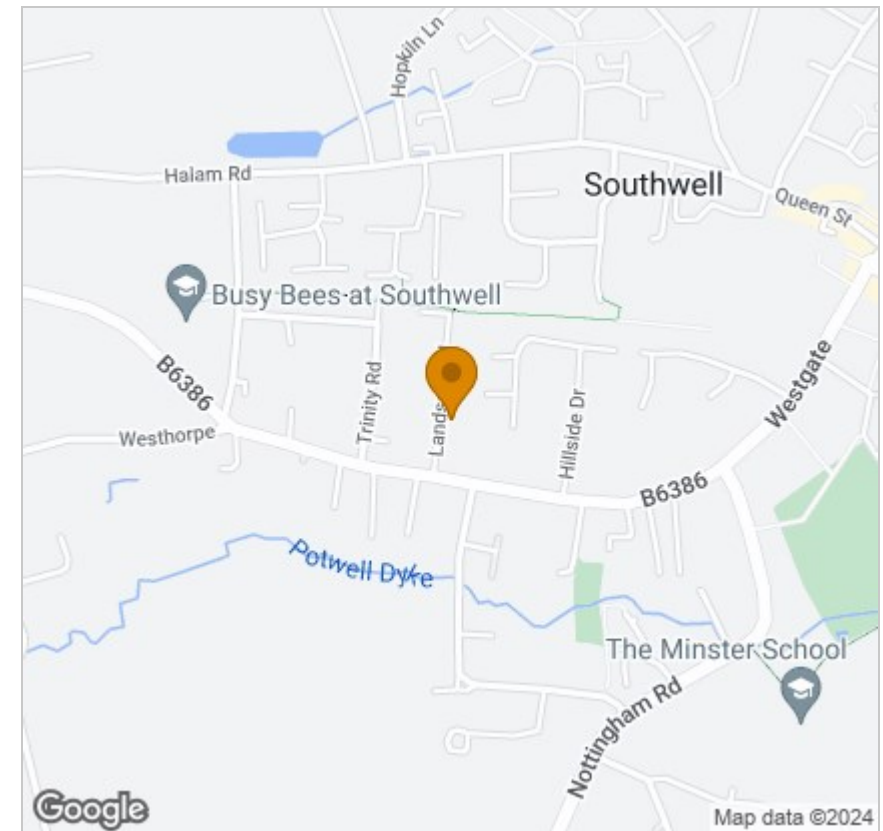 Hopkiln Ln
Halam Rd
Southwell
Queen St
Busy Bees at Southwell
B6386
Trinity Rd
Lands
Hillside Dr
Westgate
Westhorpe
B6386
Potwell Dyke
The Minster School
Nottingham Rd
Google
Map data ©2024